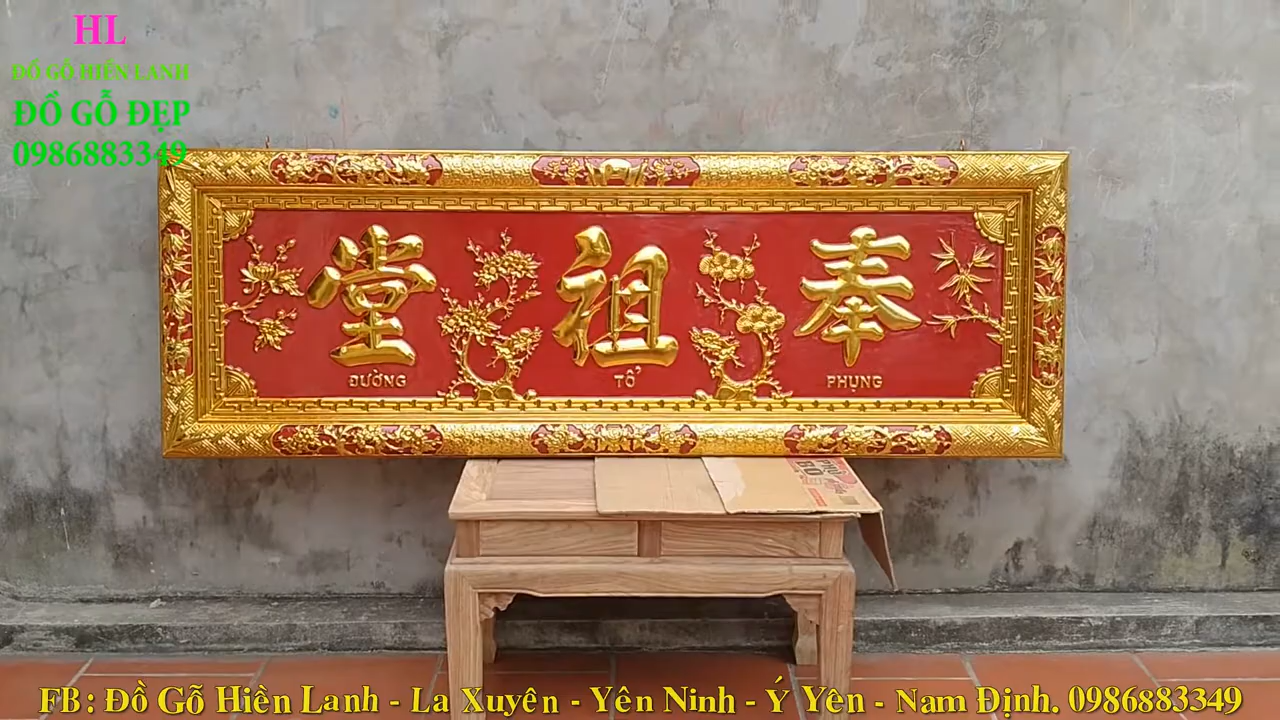 HL
ĐỒ GỖ HIỀN LANH
ĐỒ GỖ ĐẸP
0986883349
堂 祖 奉
ĐƯỜNG TỔ PHỤNG
FB: Đồ Gỗ Hiền Lanh - La Xuyên - Yên Ninh - Ý Yên - Nam Định. 0986883349